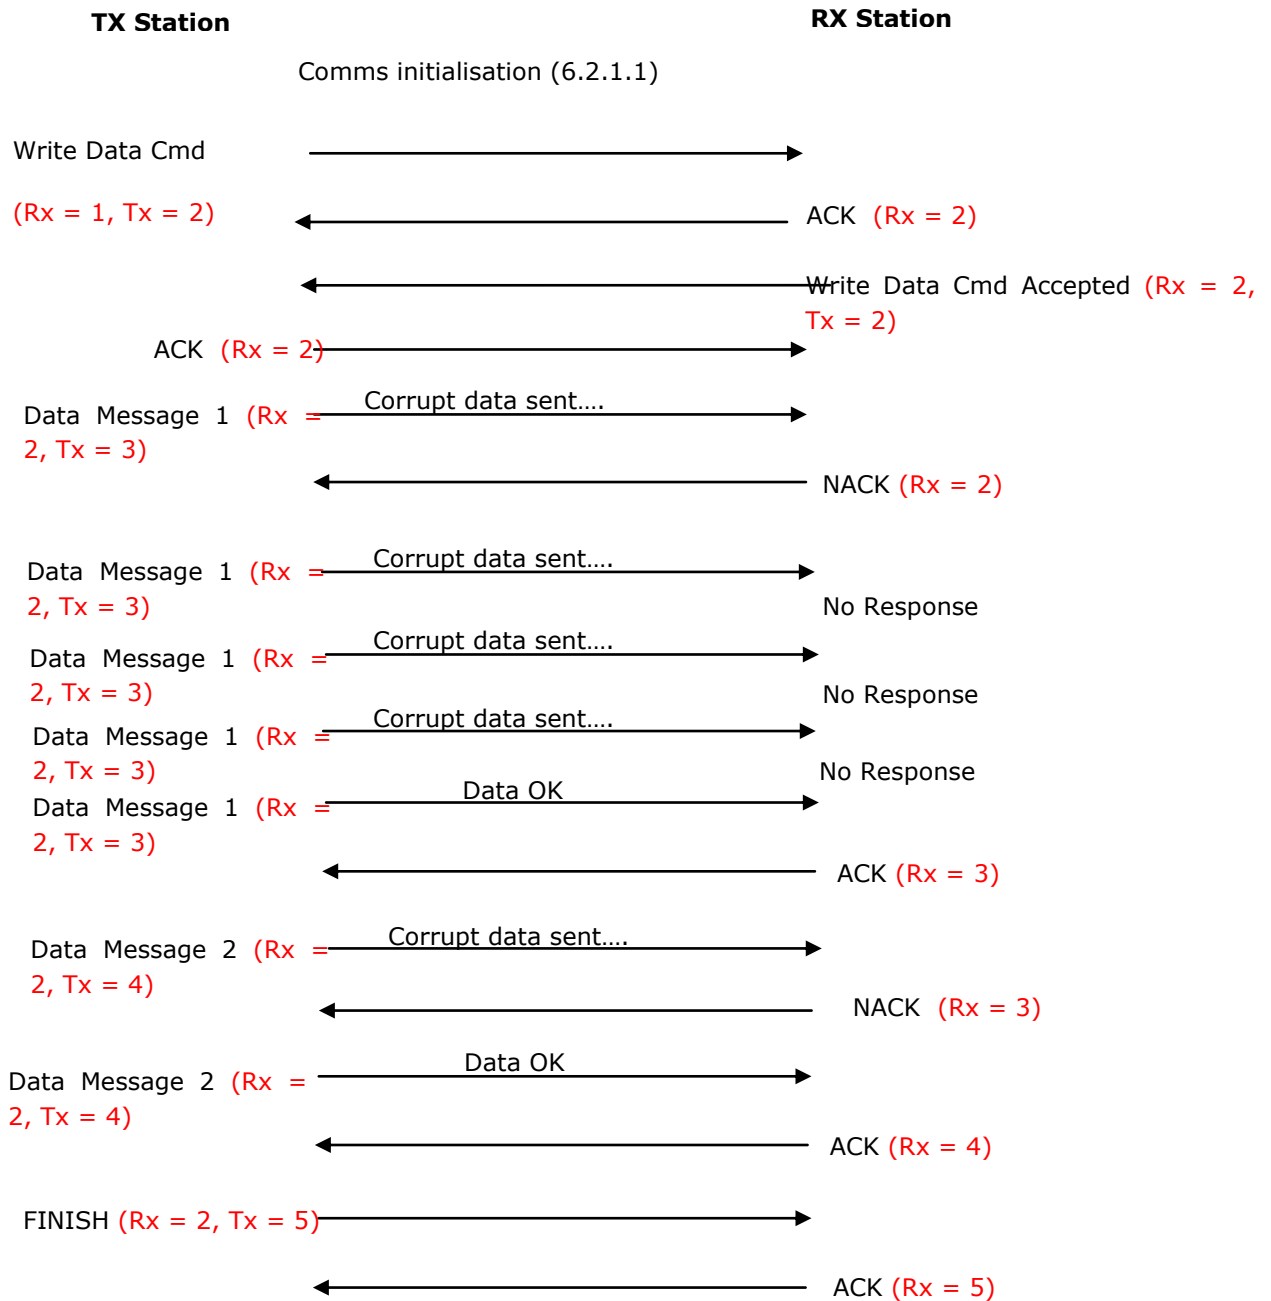 TX Station
RX Station
Comms initialisation (6.2.1.1)
Write Data Cmd
(Rx = 1, Tx = 2)
ACK (Rx = 2)
Write Data Cmd Accepted (Rx = 2,
Tx = 2)
ACK (Rx = 2)
Data Message 1 (Rx =
2, Tx = 3)
Corrupt data sent....
NACK (Rx = 2)
Data Message 1 (Rx =
2, Tx = 3)
Corrupt data sent....
No Response
Data Message 1 (Rx =
2, Tx = 3)
Corrupt data sent....
No Response
Data Message 1 (Rx =
2, Tx = 3)
Corrupt data sent....
No Response
Data Message 1 (Rx =
2, Tx = 3)
Data OK
ACK (Rx = 3)
Data Message 2 (Rx =
2, Tx = 4)
Corrupt data sent....
NACK (Rx = 3)
Data Message 2 (Rx =
2, Tx = 4)
Data OK
ACK (Rx = 4)
FINISH (Rx = 2, Tx = 5)
ACK (Rx = 5)